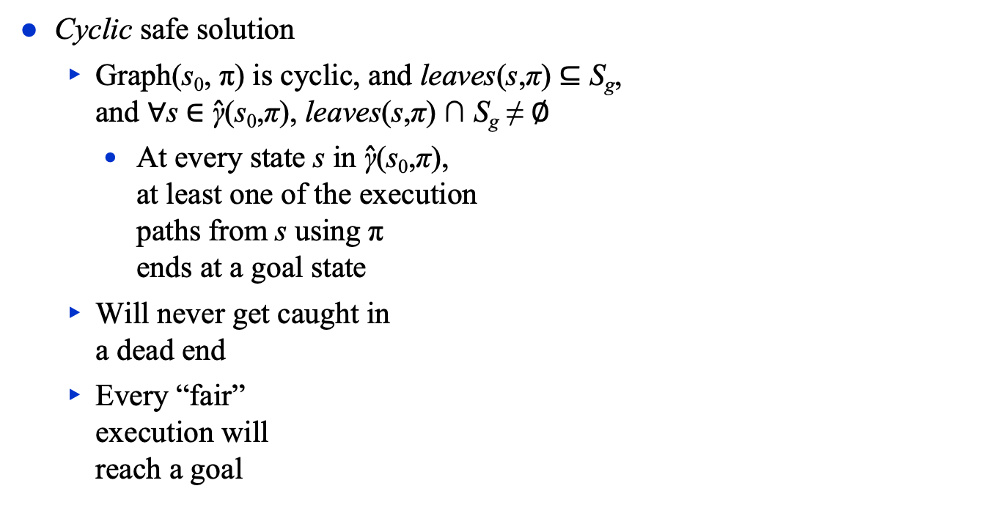 • Cyclic safe solution
▸ Graph(s₀, π) is cyclic, and leaves(s,π) ⊆ S_g,
and ∀s ∈ γ̂(s₀,π), leaves(s,π) ∩ S_g ≠ ∅
• At every state s in γ̂(s₀,π),
at least one of the execution
paths from s using π
ends at a goal state
▸ Will never get caught in
a dead end
▸ Every “fair”
execution will
reach a goal